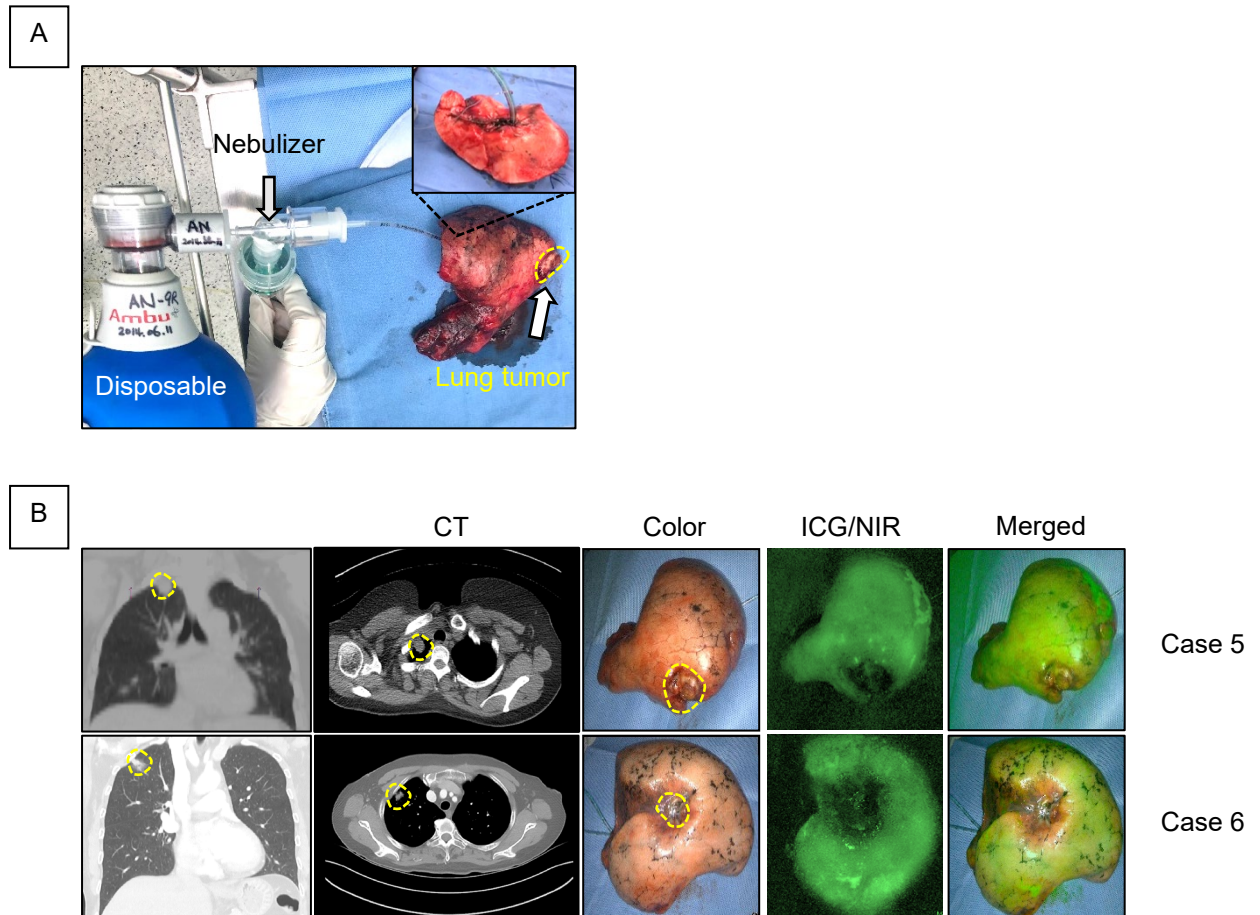 A
Nebulizer
AN
AN-9R
Ambu
2014.06.11
Disposable
Lung tumor
B
CT
Color
ICG/NIR
Merged
Case 5
Case 6